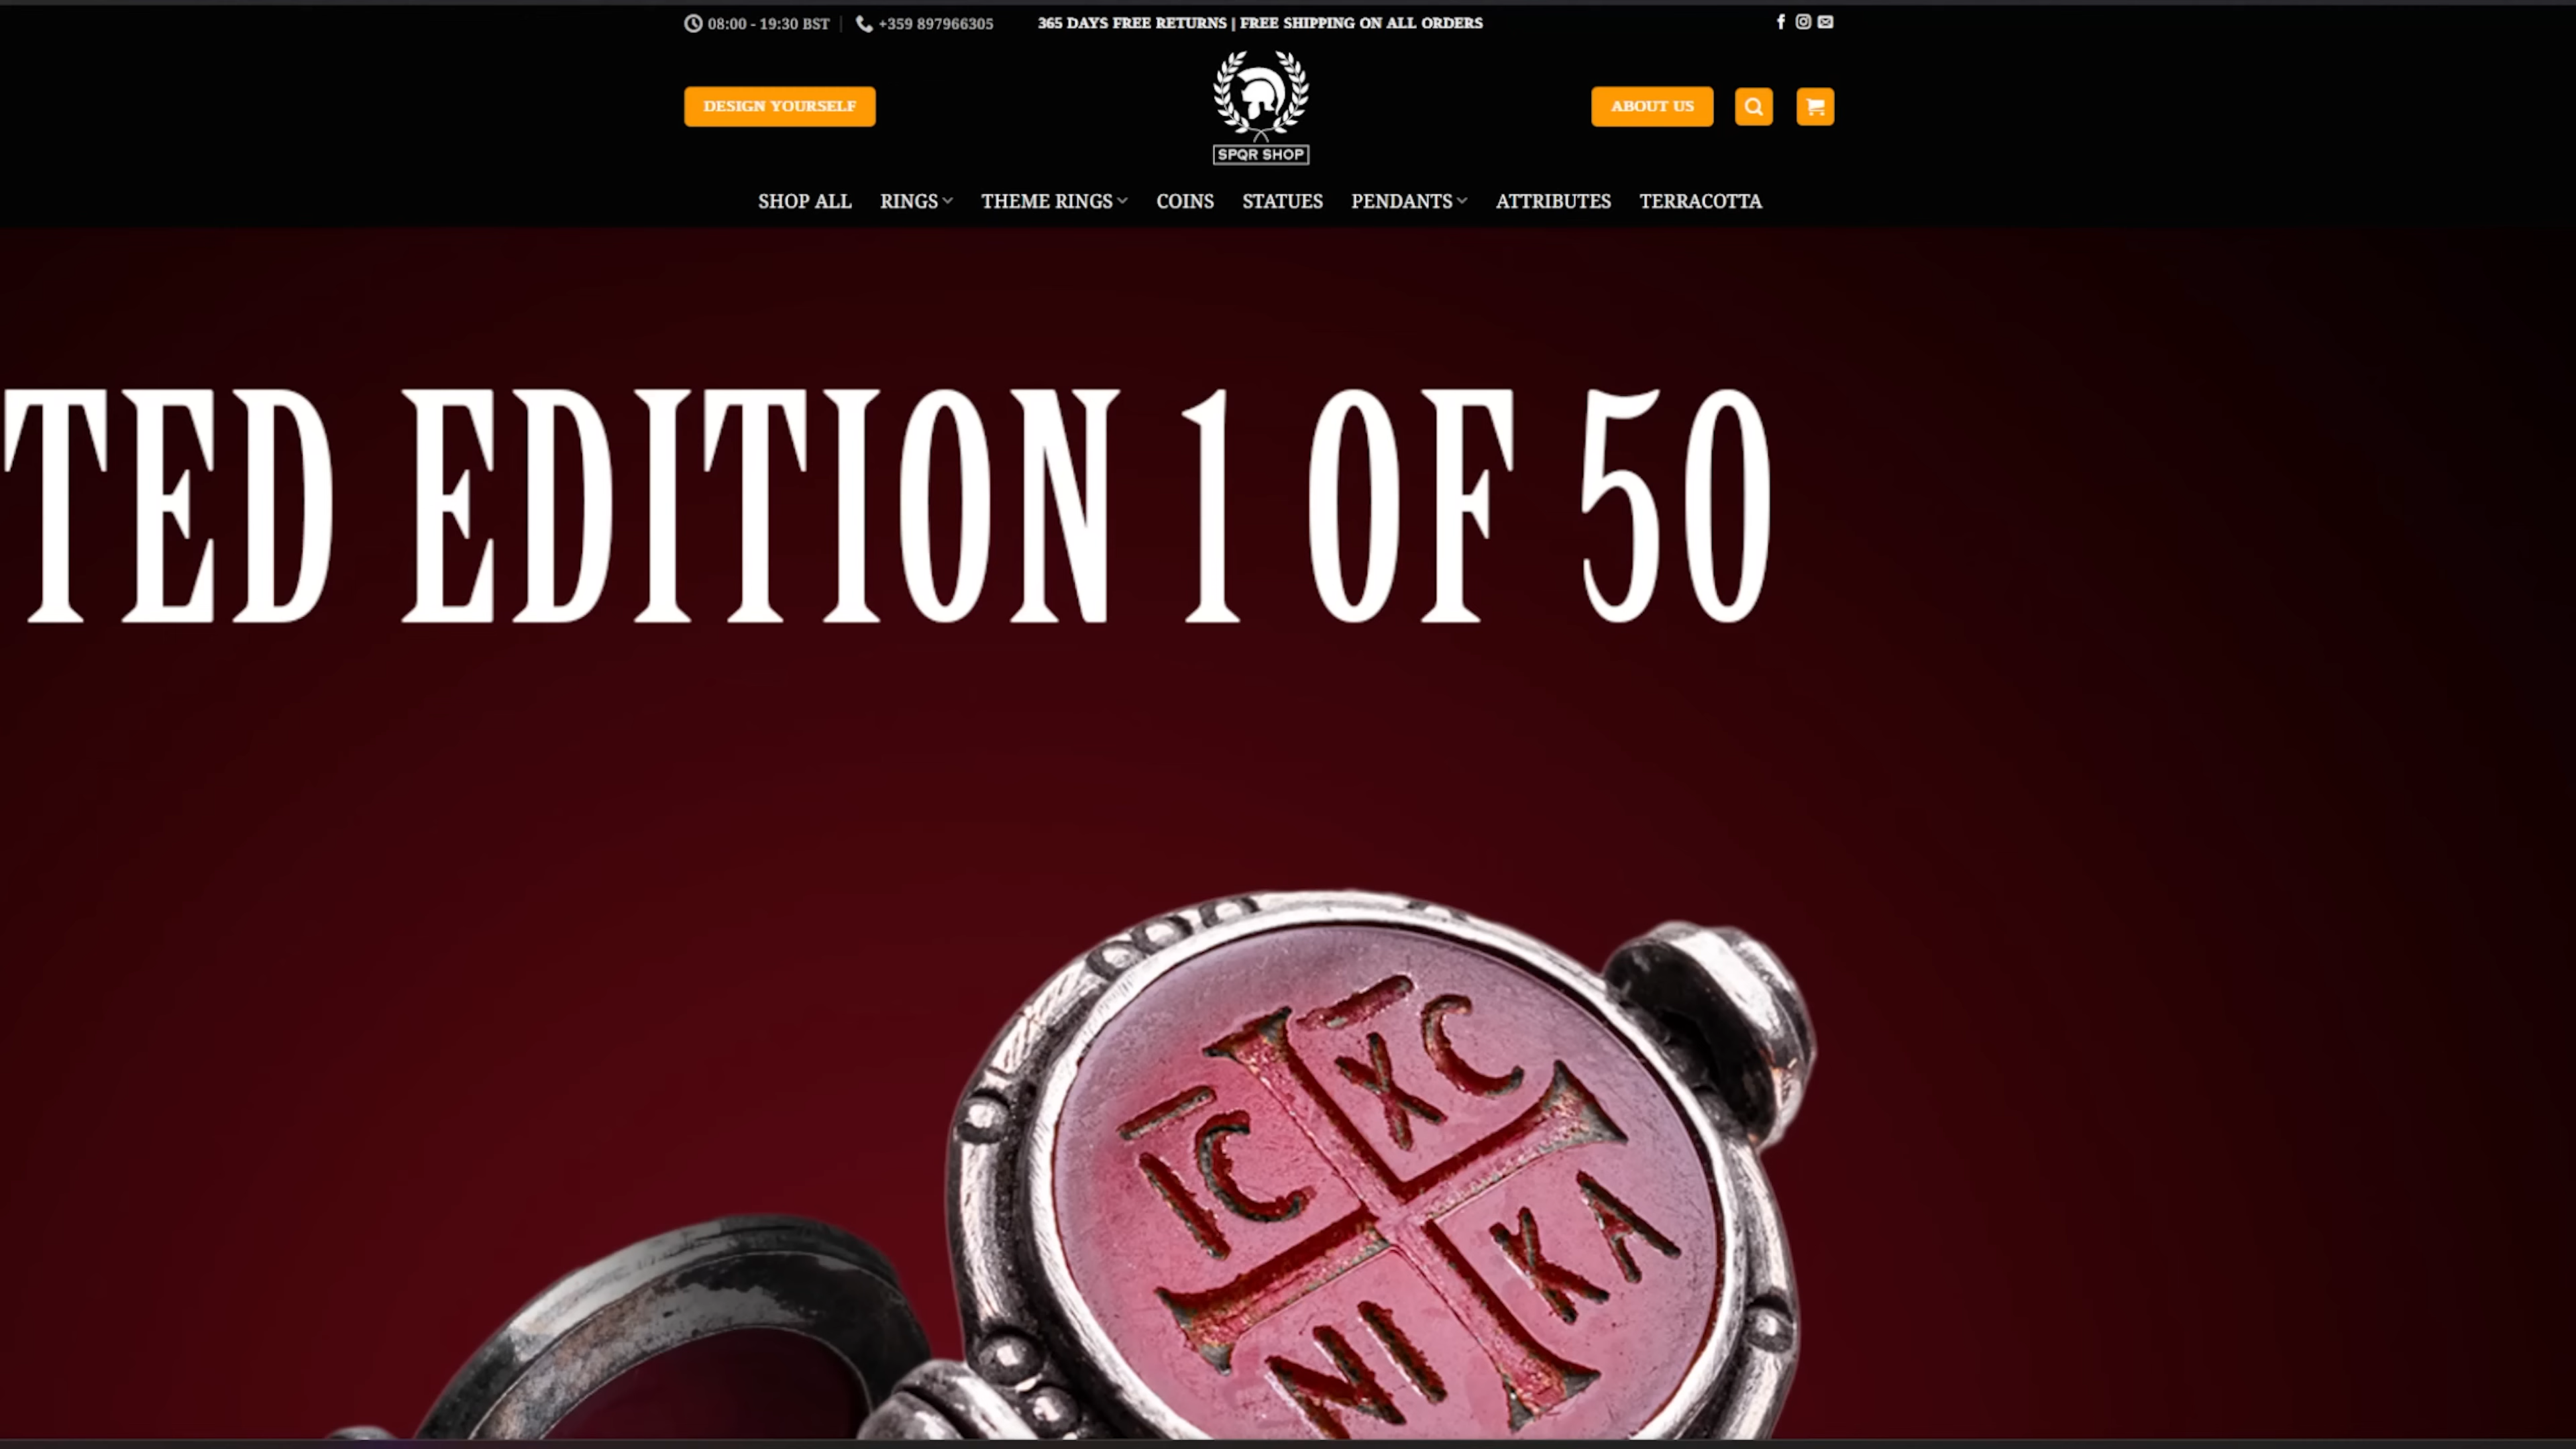 08:00 - 19:30 BST | +359 897966305
365 DAYS FREE RETURNS | FREE SHIPPING ON ALL ORDERS
DESIGN YOURSELF
SPQR SHOP
ABOUT US
SHOP ALL
RINGS
THEME RINGS
COINS
STATUES
PENDANTS
ATTRIBUTES
TERRACOTTA
TED EDITION 1 OF 50
IC XC
NI KA